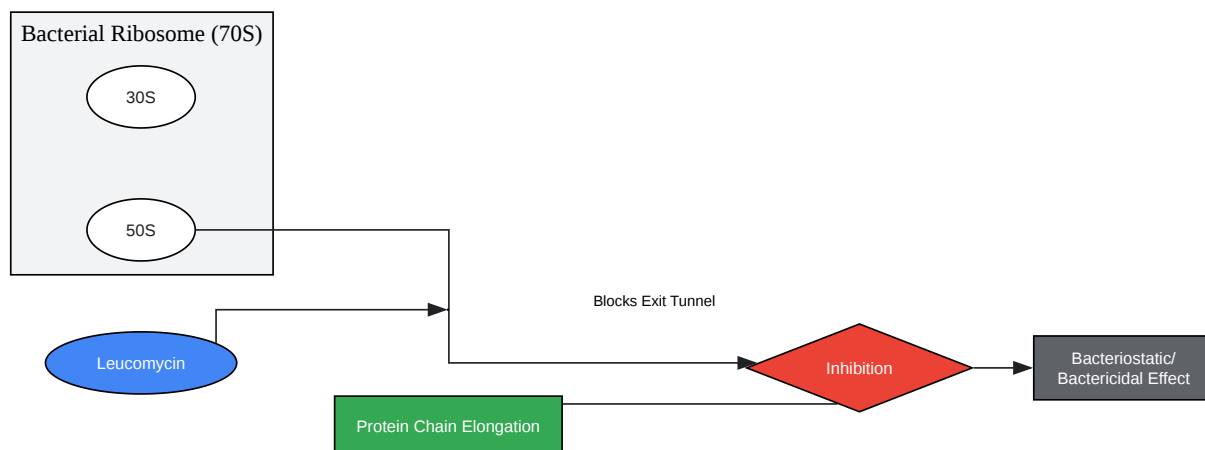 Bacterial Ribosome (70S)
30S
50S
Blocks Exit Tunnel
Leucomycin
Inhibition
Bacteriostatic/
Bactericidal Effect
Protein Chain Elongation